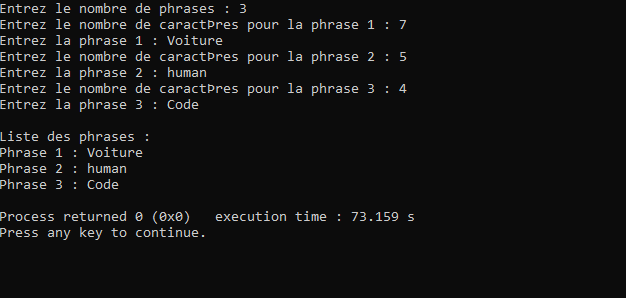 Entrez le nombre de phrases : 3
Entrez le nombre de caractÞres pour la phrase 1 : 7
Entrez la phrase 1 : Voiture
Entrez le nombre de caractÞres pour la phrase 2 : 5
Entrez la phrase 2 : human
Entrez le nombre de caractÞres pour la phrase 3 : 4
Entrez la phrase 3 : Code
Liste des phrases :
Phrase 1 : Voiture
Phrase 2 : human
Phrase 3 : Code
Process returned 0 (0x0)   execution time : 73.159 s
Press any key to continue.